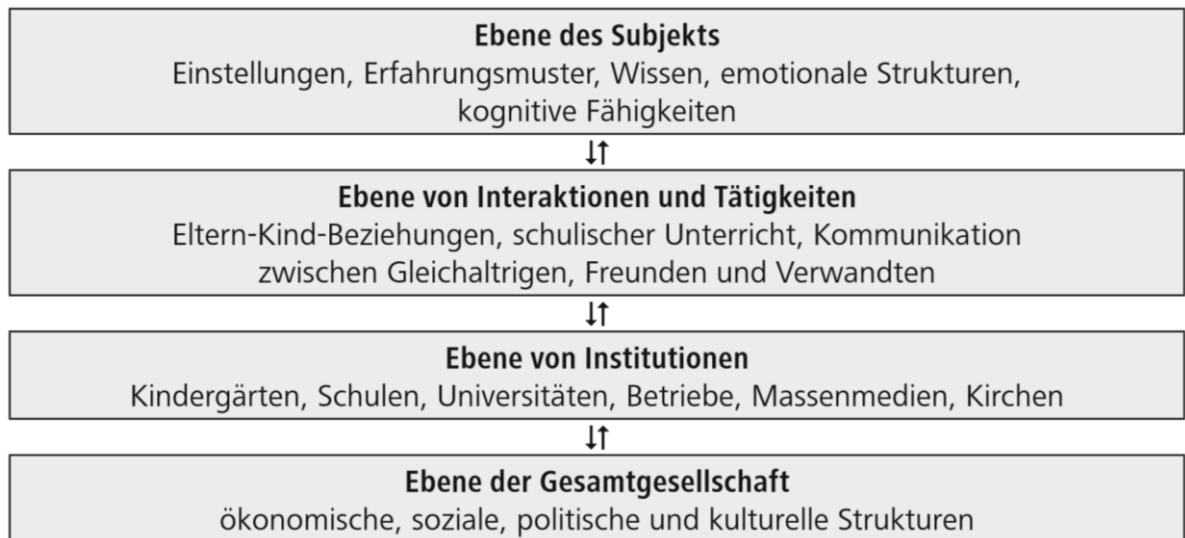 Ebene des Subjekts
Einstellungen, Erfahrungsmuster, Wissen, emotionale Strukturen,
kognitive Fähigkeiten
↓↑
Ebene von Interaktionen und Tätigkeiten
Eltern-Kind-Beziehungen, schulischer Unterricht, Kommunikation
zwischen Gleichaltrigen, Freunden und Verwandten
↓↑
Ebene von Institutionen
Kindergärten, Schulen, Universitäten, Betriebe, Massenmedien, Kirchen
↓↑
Ebene der Gesamtgesellschaft
ökonomische, soziale, politische und kulturelle Strukturen